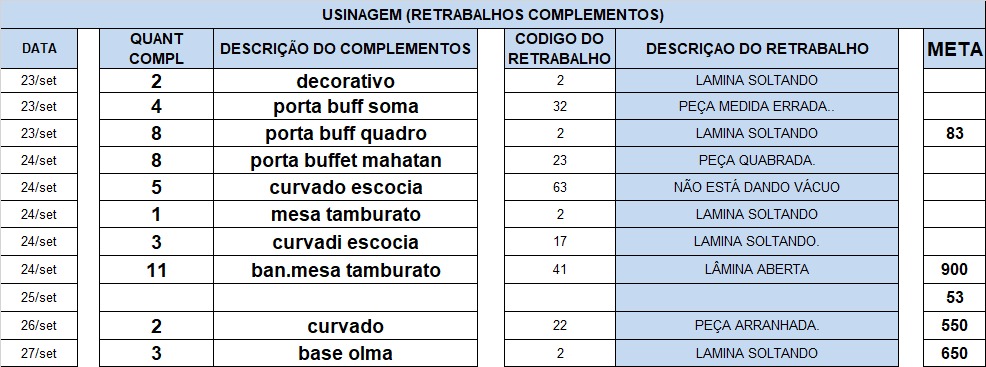 USINAGEM (RETRABALHOS COMPLEMENTOS)
DATA QUANT COMPL DESCRIÇÃO DO COMPLEMENTOS CODIGO DO RETRABALHO DESCRIÇAO DO RETRABALHO META
23/set 2 decorativo 2 LAMINA SOLTANDO
23/set 4 porta buff soma 32 PEÇA MEDIDA ERRADA..
23/set 8 porta buff quadro 2 LAMINA SOLTANDO 83
24/set 8 porta buffet mahatan 23 PEÇA QUABRADA.
24/set 5 curvado escocia 63 NÃO ESTÁ DANDO VÁCUO
24/set 1 mesa tamburato 2 LAMINA SOLTANDO
24/set 3 curvadi escocia 17 LAMINA SOLTANDO.
24/set 11 ban.mesa tamburato 41 LÂMINA ABERTA 900
25/set 53
26/set 2 curvado 22 PEÇA ARRANHADA. 550
27/set 3 base olma 2 LAMINA SOLTANDO 650